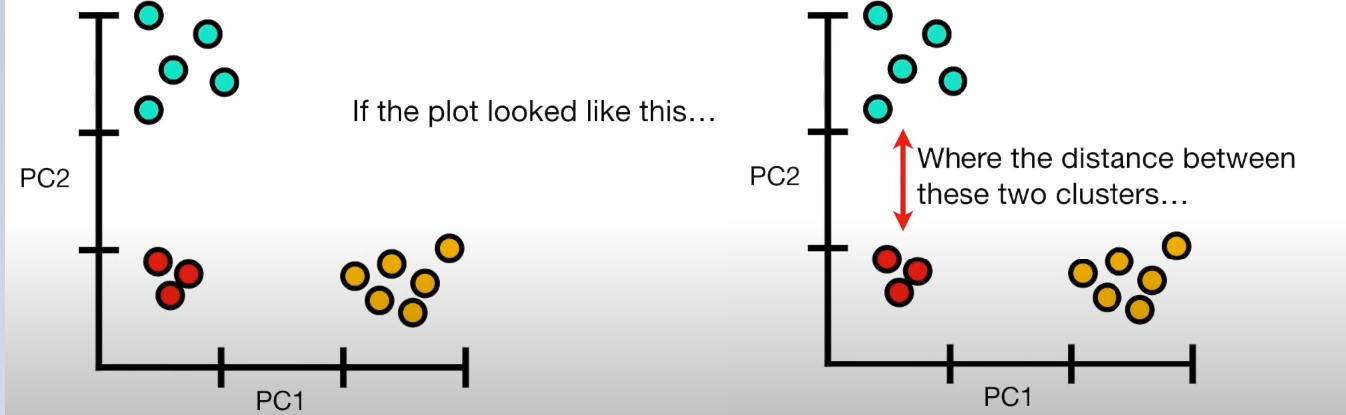 If the plot looked like this...
PC2
PC1
Where the distance between
these two clusters...
PC2
PC1